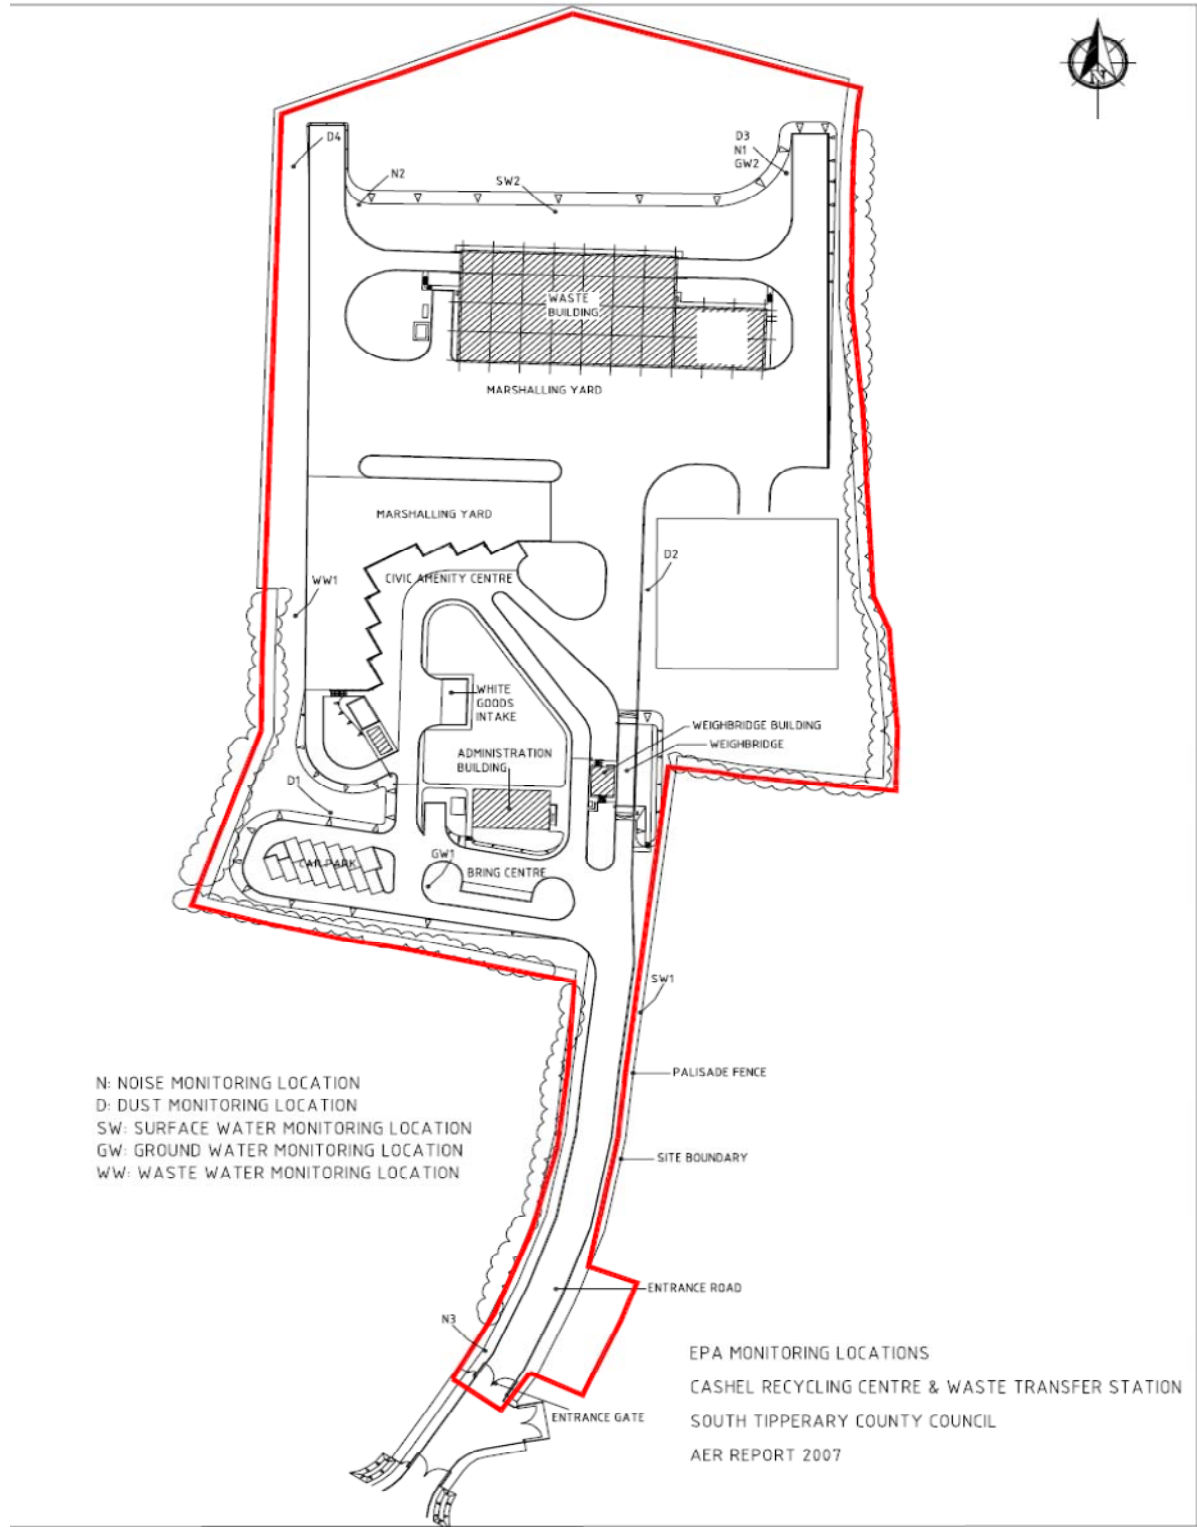 N
D4
D3
N1
GW2
N2
SW2
WASTE
BUILDING
MARSHALLING YARD
MARSHALLING YARD
D2
WW1
CIVIC AMENITY CENTRE
WHITE
GOODS
INTAKE
WEIGHBRIDGE BUILDING
WEIGHBRIDGE
ADMINISTRATION
BUILDING
D1
GW1
CAR PARK
BRING CENTRE
SW1
PALISADE FENCE
N: NOISE MONITORING LOCATION
D: DUST MONITORING LOCATION
SW: SURFACE WATER MONITORING LOCATION
GW: GROUND WATER MONITORING LOCATION
WW: WASTE WATER MONITORING LOCATION
SITE BOUNDARY
ENTRANCE ROAD
N3
ENTRANCE GATE
EPA MONITORING LOCATIONS
CASHEL RECYCLING CENTRE & WASTE TRANSFER STATION
SOUTH TIPPERARY COUNTY COUNCIL
AER REPORT 2007